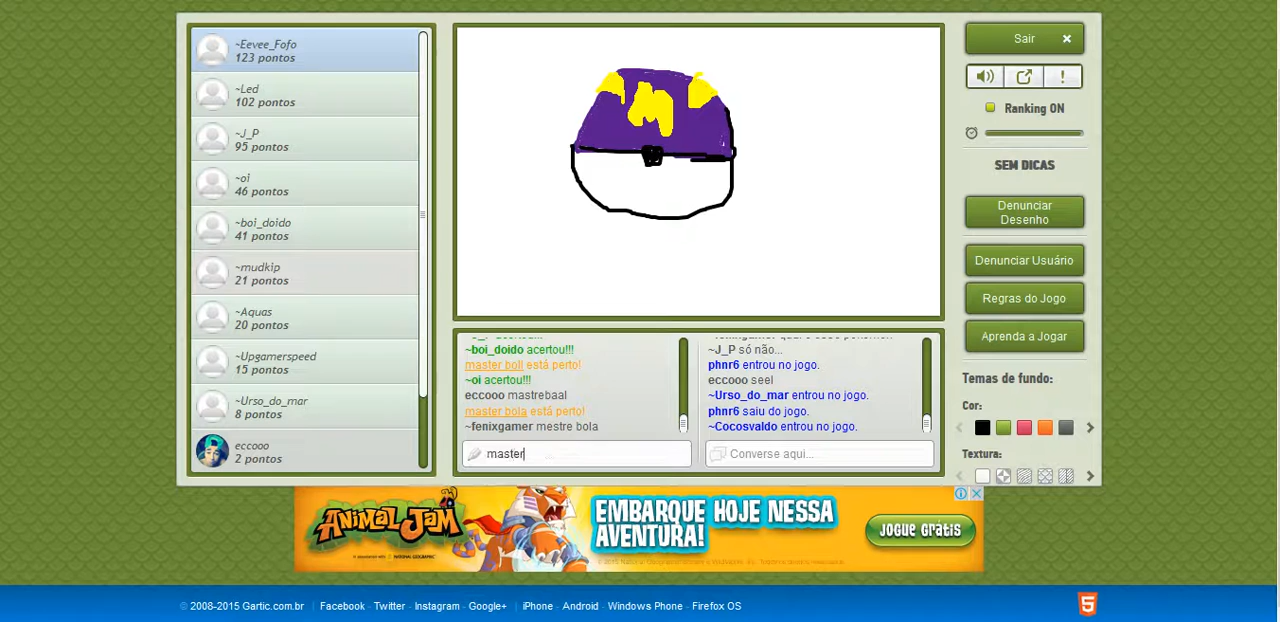 ~Eevee_Fofo
123 pontos
~Led
102 pontos
~J_P
95 pontos
~oi
46 pontos
~boi_doido
41 pontos
~mudkip
21 pontos
~Aquas
20 pontos
~Upgamerspeed
15 pontos
~Urso_do_mar
8 pontos
eccooo
2 pontos
M
~boi_doido acertou!!!
master boll está perto!
~oi acertou!!!
eccooo mastrebaal
master bola está perto!
~fenixgamer mestre bola
master
~J_P só não...
phnr6 entrou no jogo.
eccooo seel
~Urso_do_mar entrou no jogo.
phnr6 saiu do jogo.
~Cocosvaldo entrou no jogo.
Converse aqui...
Sair ×
!
Ranking ON
SEM DICAS
Denunciar
Desenho
Denunciar Usuário
Regras do Jogo
Aprenda a Jogar
Temas de fundo:
Cor:
Textura:
ANIMAL JAM
EMBARQUE HOJE NESSA
AVENTURA!
JOGUE GRÁTIS
© 2008-2015 Gartic.com.br | Facebook - Twitter - Instagram - Google+ | iPhone - Android - Windows Phone - Firefox OS
5